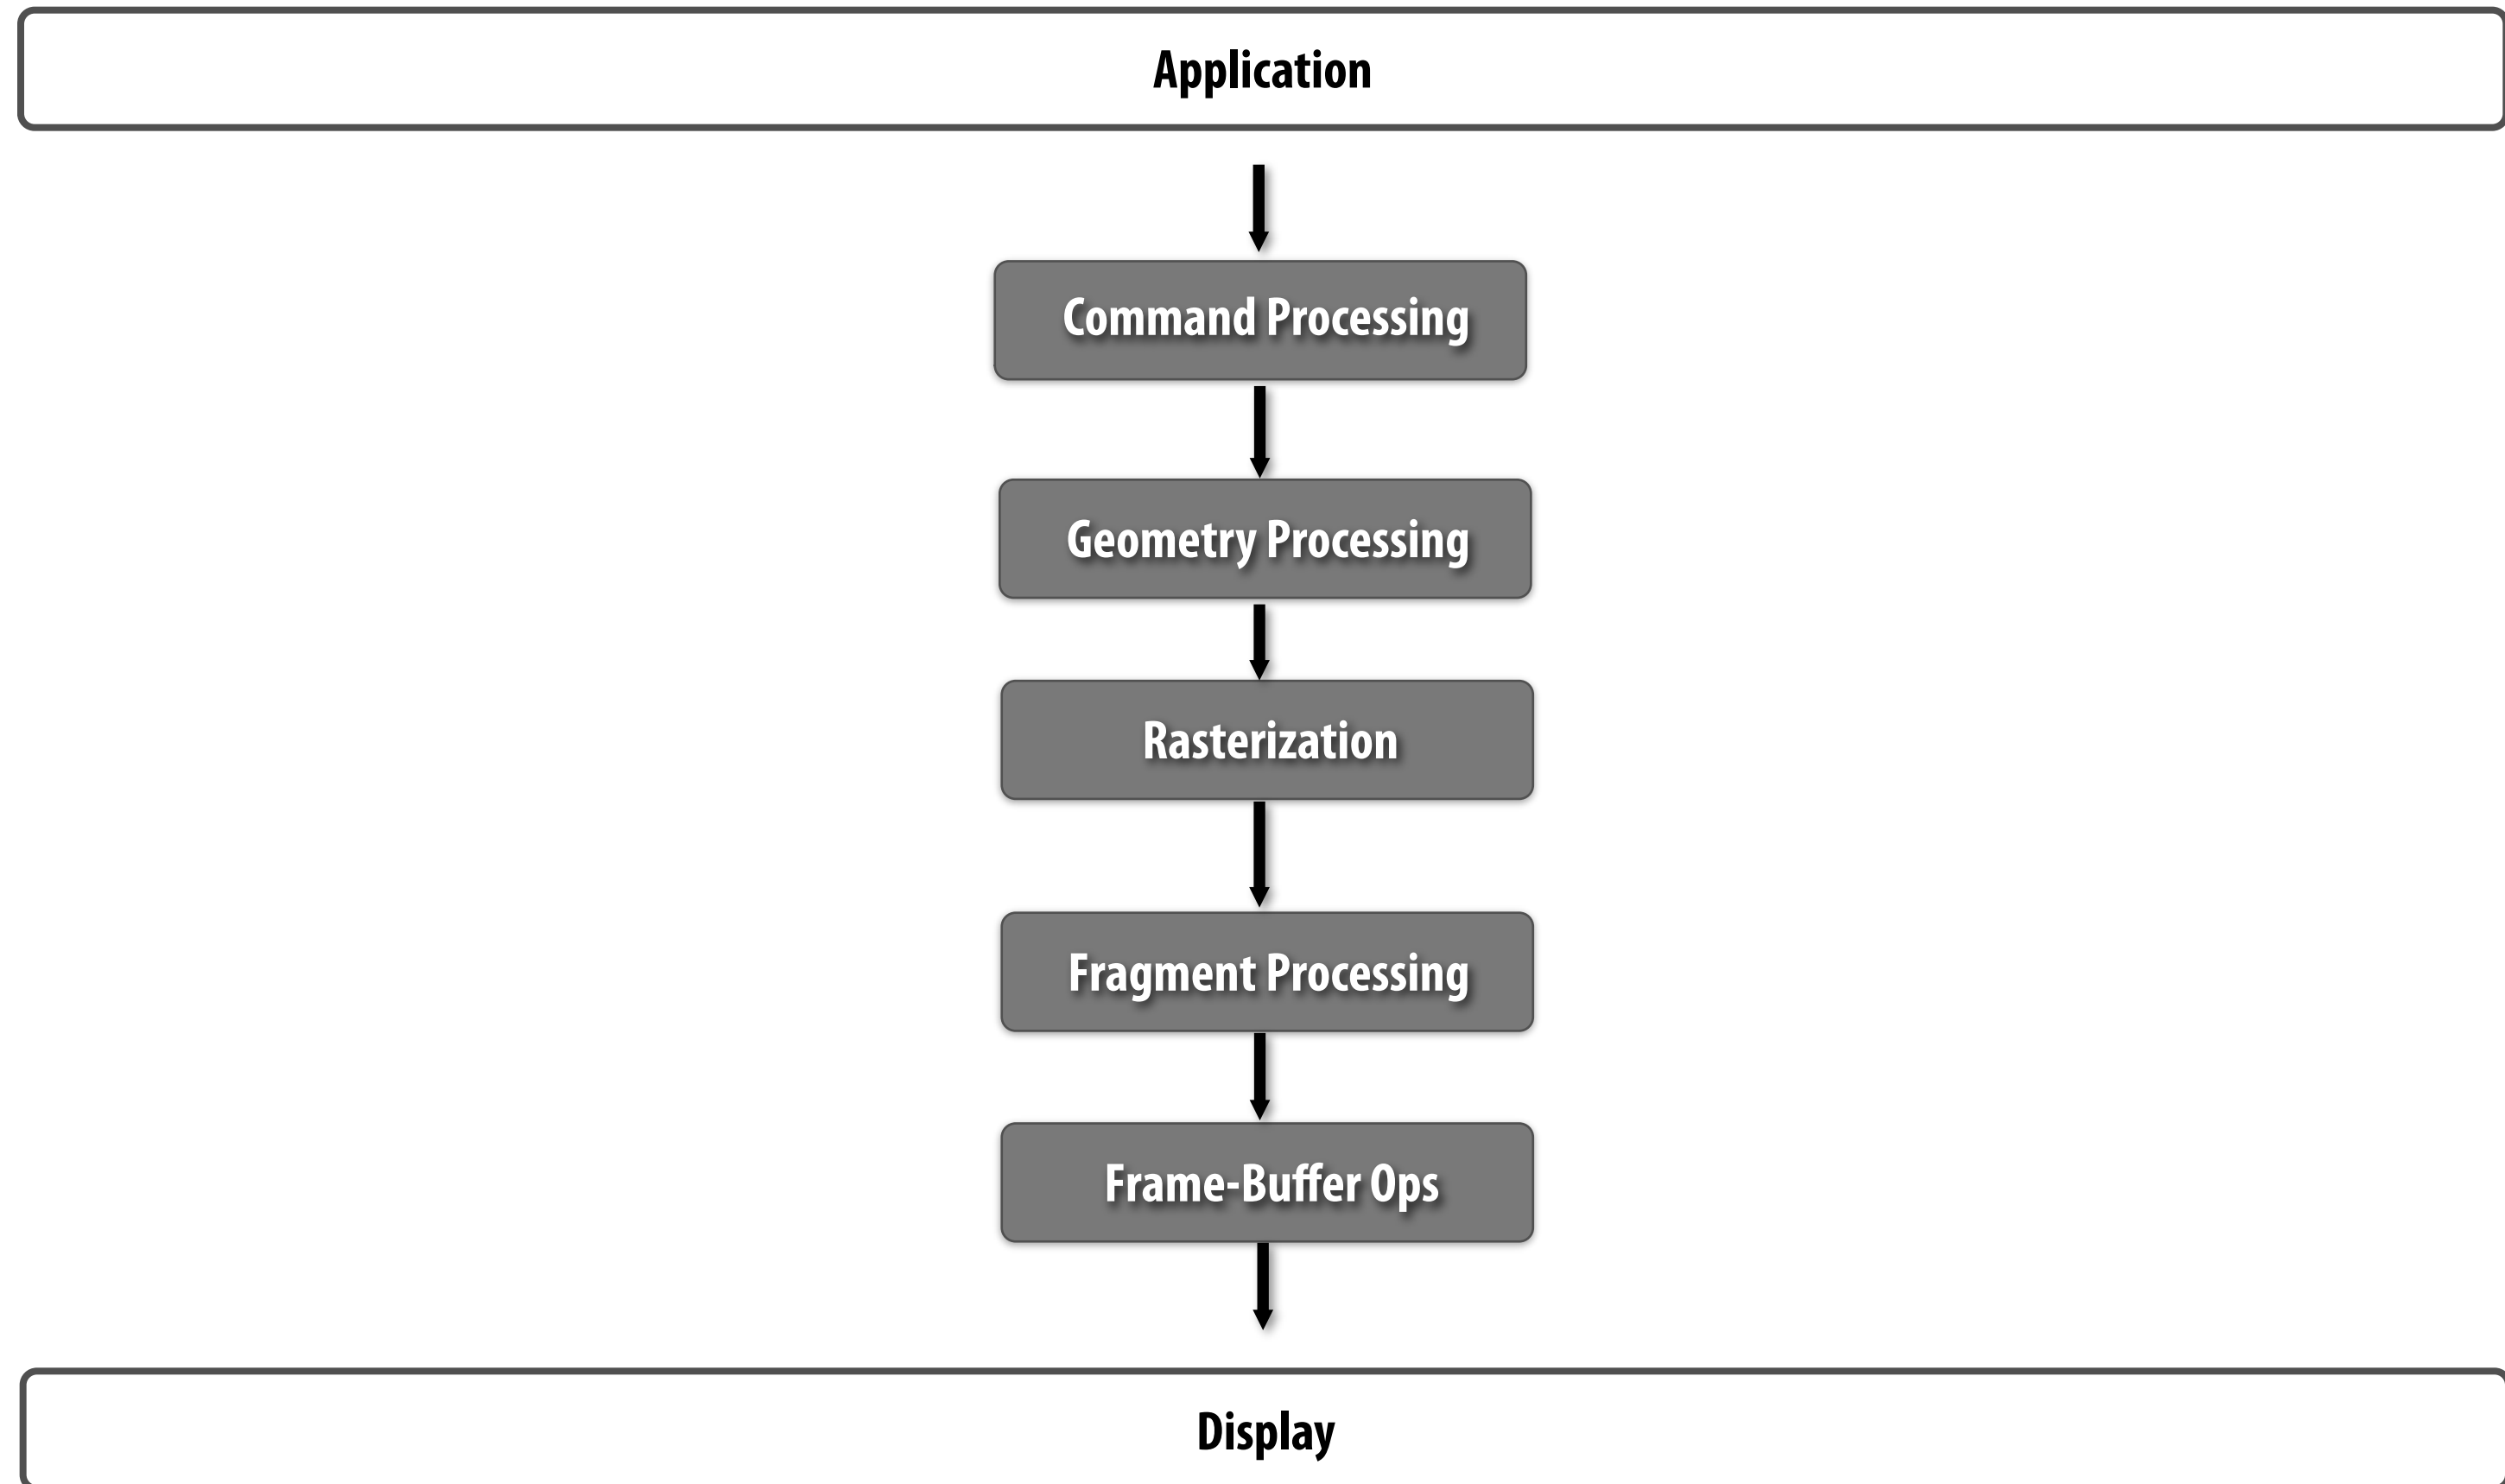 Application
Command Processing
Geometry Processing
Rasterization
Fragment Processing
Frame-Buffer Ops
Display